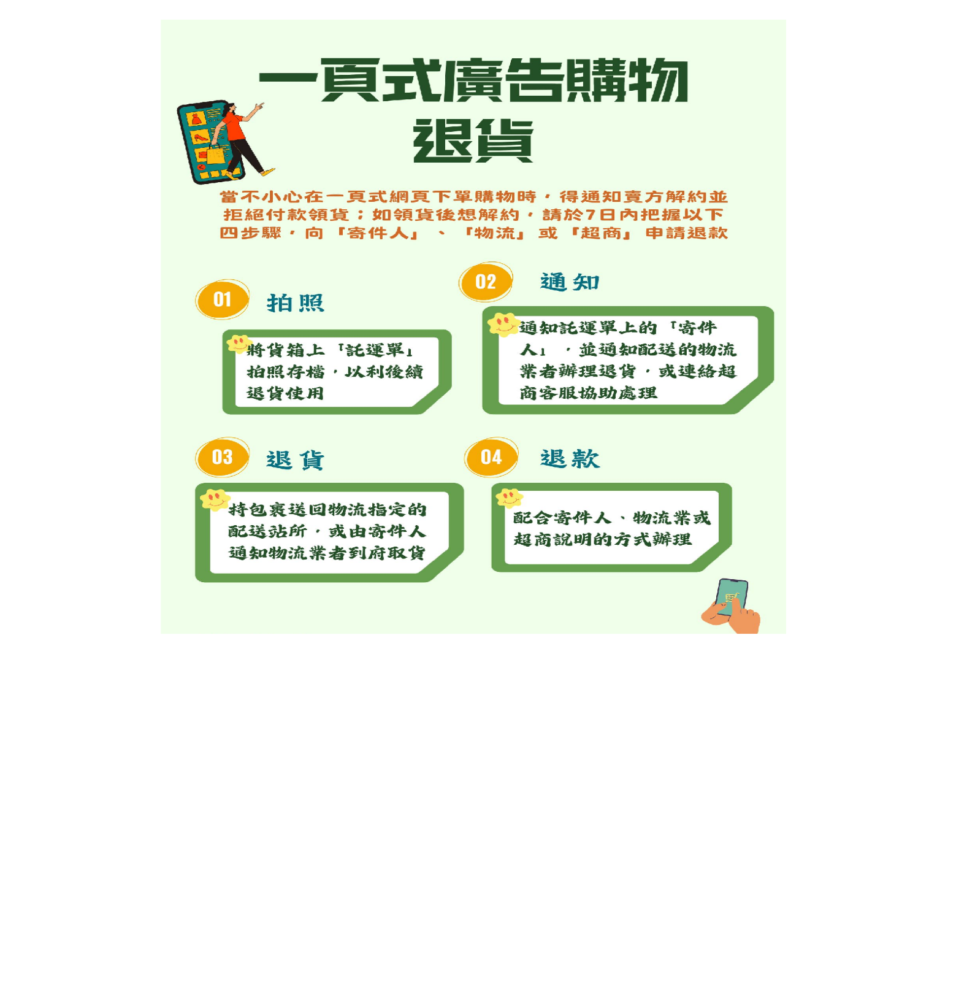 一頁式廣告購物
退貨
當不小心在一頁式網頁下單購物時，得通知賣方解約並
拒絕付款領貨；如領貨後想解約，請於7日內把握以下
四步驟，向『寄件人』、『物流』或『超商』申請退款
01
拍照
將貨箱上「託運單」
拍照存檔，以利後續
退貨使用
02
通知
通知託運單上的「寄件
人」，並通知配送的物流
業者辦理退貨，或連絡超
商客服協助處理
03
退貨
持包裹送回物流指定的
配送站所，或由寄件人
通知物流業者到府取貨
04
退款
配合寄件人、物流業或
超商說明的方式辦理